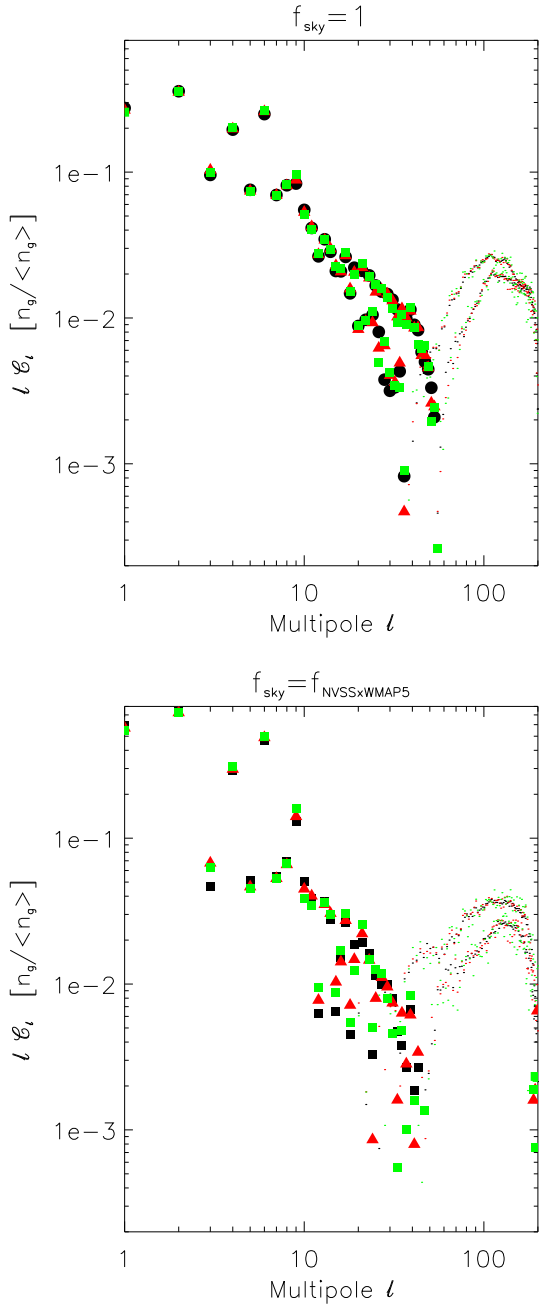 f_sky = 1
ℓ 𝒞_ℓ [n_g/<n_g>]
1e-1
1e-2
1e-3
1
10
100
Multipole ℓ
f_sky = f_NVSSxWMAP5
ℓ 𝒞_ℓ [n_g/<n_g>]
1e-1
1e-2
1e-3
1
10
100
Multipole ℓ